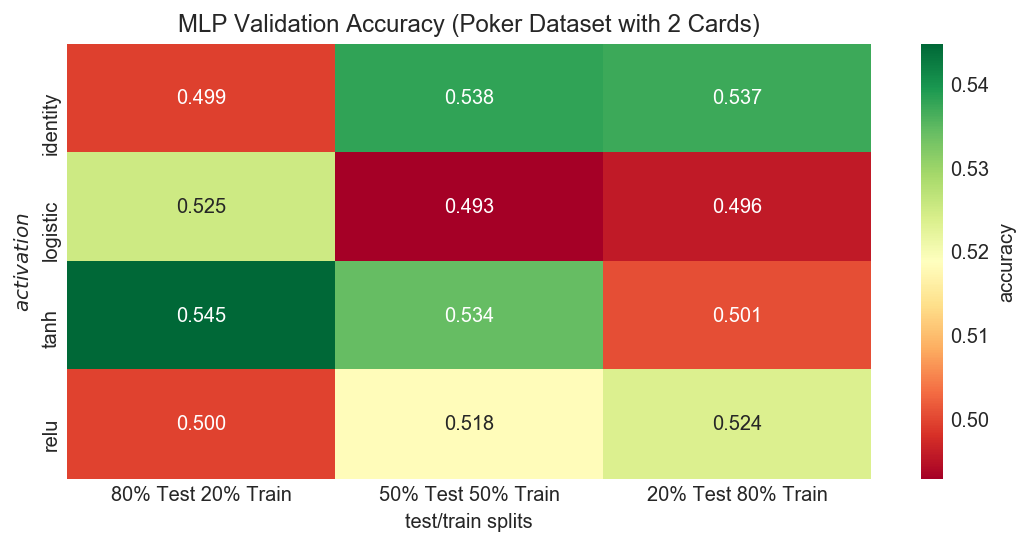 MLP Validation Accuracy (Poker Dataset with 2 Cards)
activation
identity
0.499 0.538 0.537
logistic
0.525 0.493 0.496
tanh
0.545 0.534 0.501
relu
0.500 0.518 0.524
80% Test 20% Train 50% Test 50% Train 20% Test 80% Train
test/train splits
0.54
0.53
0.52
0.51
0.50
accuracy